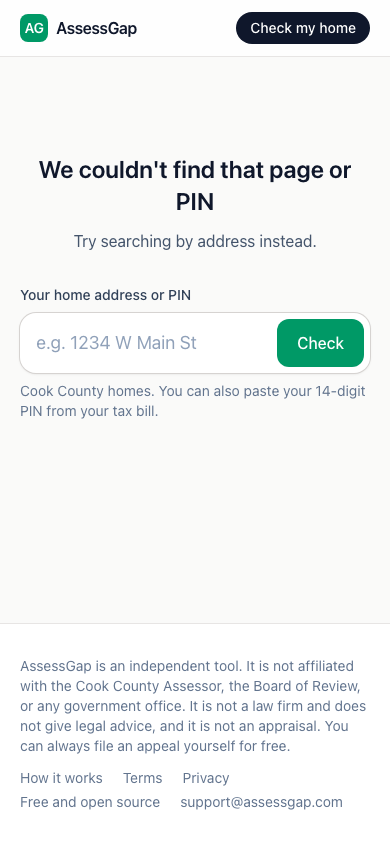 AG AssessGap
Check my home
We couldn't find that page or
PIN
Try searching by address instead.
Your home address or PIN
e.g. 1234 W Main St
Check
Cook County homes. You can also paste your 14-digit
PIN from your tax bill.
AssessGap is an independent tool. It is not affiliated
with the Cook County Assessor, the Board of Review,
or any government office. It is not a law firm and does
not give legal advice, and it is not an appraisal. You
can always file an appeal yourself for free.
How it works Terms Privacy
Free and open source support@assessgap.com